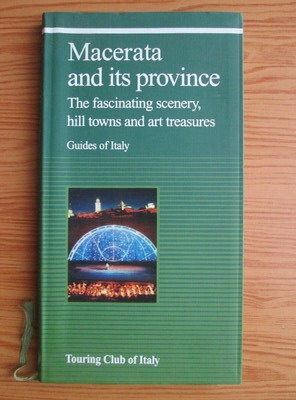 Macerata
and its province
The fascinating scenery,
hill towns and art treasures
Guides of Italy
Touring Club of Italy